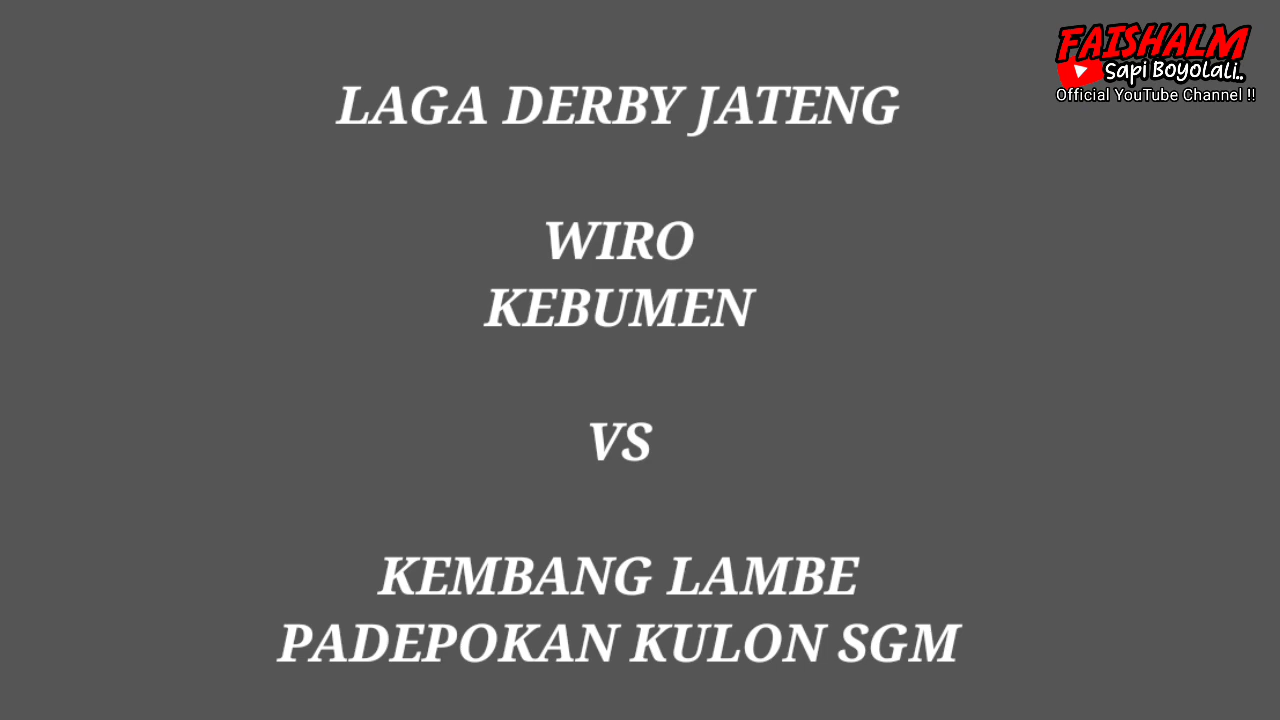 FAISHALM
Sapi Boyolali..
Official YouTube Channel !!
LAGA DERBY JATENG
WIRO
KEBUMEN
VS
KEMBANG LAMBE
PADEPOKAN KULON SGM